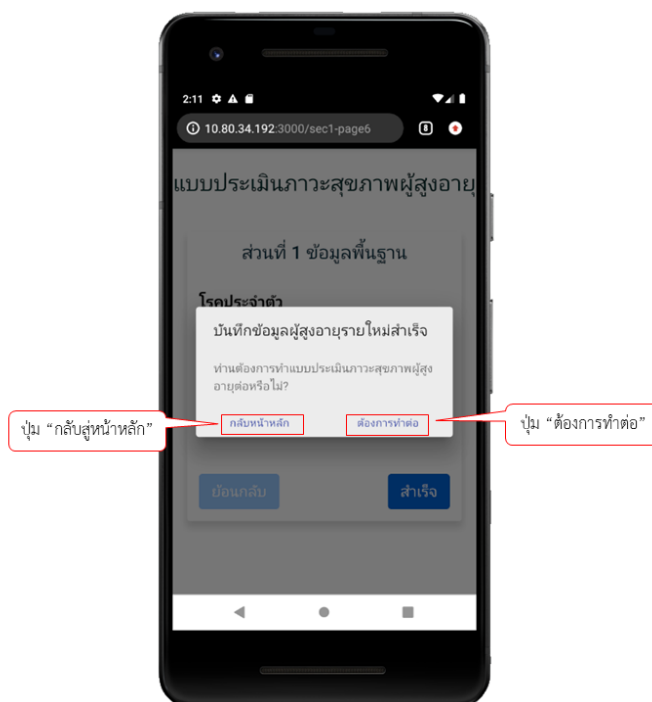 2:11
10.80.34.192:3000/sec1-page6
8
แบบประเมินภาวะสุขภาพผู้สูงอายุ
ส่วนที่ 1 ข้อมูลพื้นฐาน
โรคประจำตัว
บันทึกข้อมูลผู้สูงอายุรายใหม่สำเร็จ
ท่านต้องการทำแบบประเมินภาวะสุขภาพผู้สูง
อายุต่อหรือไม่?
กลับหน้าหลัก ต้องการทำต่อ
ปุ่ม “กลับสู่หน้าหลัก” ปุ่ม “ต้องการทำต่อ”
ย้อนกลับ สำเร็จ